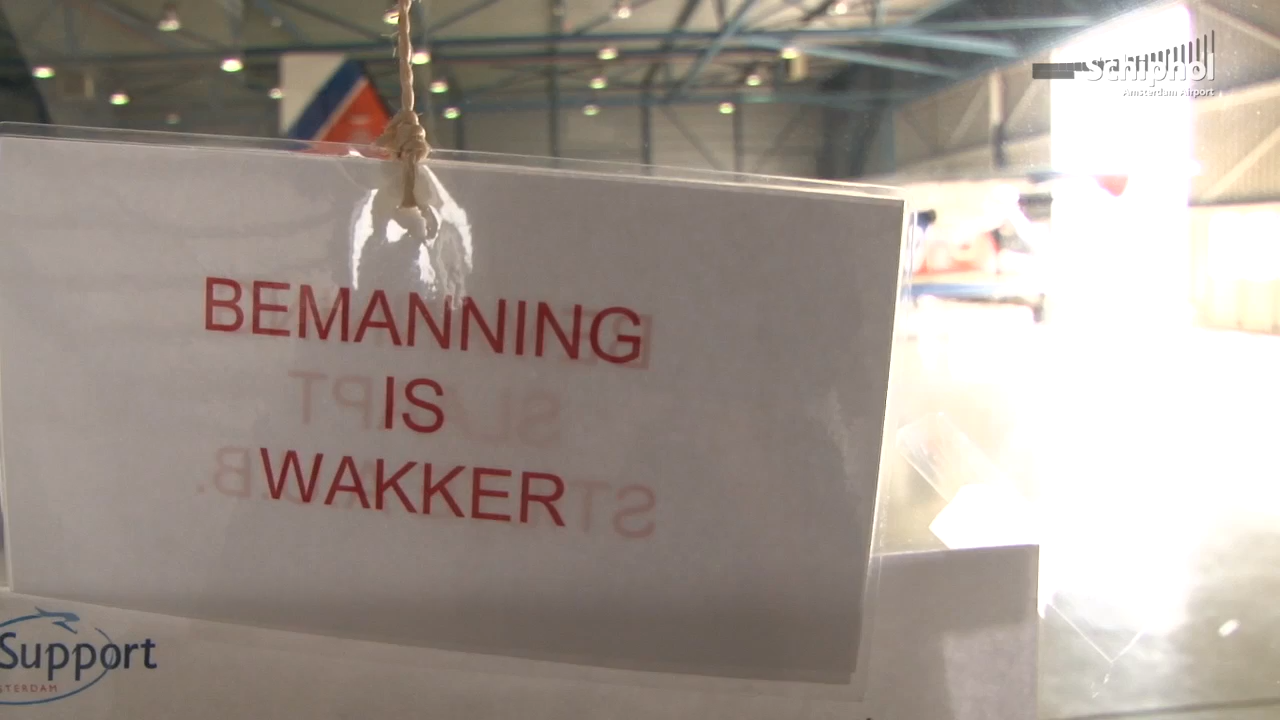 Schiphol
Amsterdam Airport
BEMANNING
IS
WAKKER
Support